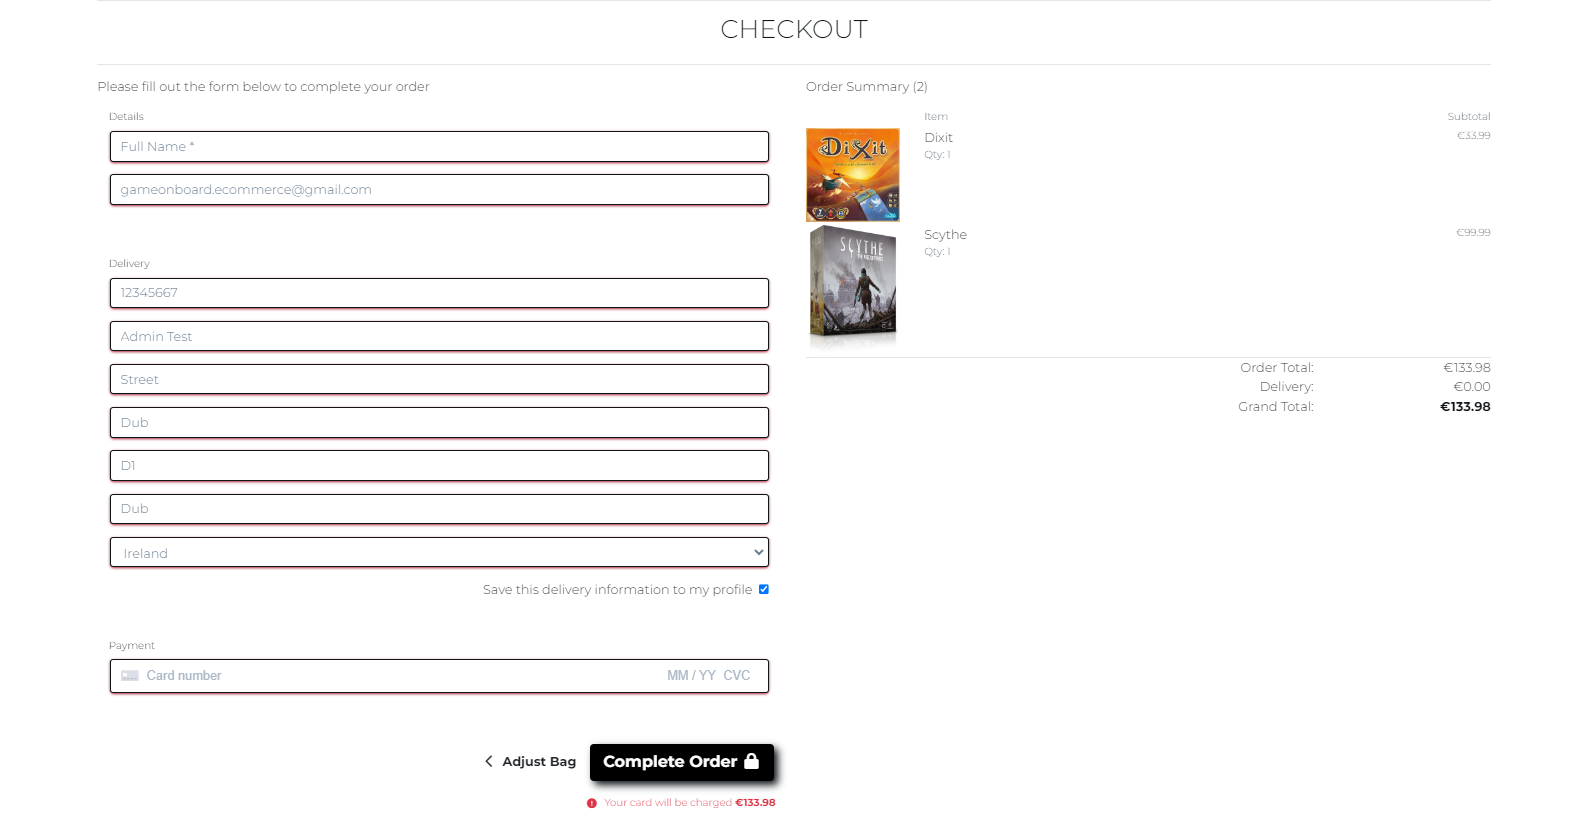 CHECKOUT
Please fill out the form below to complete your order
Details
Full Name *
gameonboard.ecommerce@gmail.com
Delivery
12345667
Admin Test
Street
Dub
D1
Dub
Ireland
Save this delivery information to my profile
Payment
Card number MM / YY CVC
Adjust Bag
Complete Order
Your card will be charged €133.98
Order Summary (2)
Item Subtotal
DiXit
Dixit €33.99
Qty: 1
SCYTHE
Scythe €99.99
Qty: 1
Order Total: €133.98
Delivery: €0.00
Grand Total: €133.98